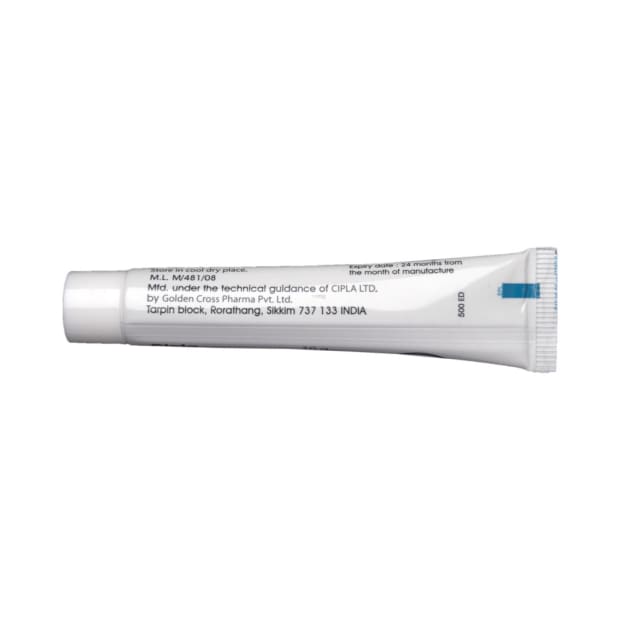 Store in cool dry place.
M.L. M/481/08
Mfd. under the technical guidance of CIPLA LTD.
by Golden Cross Pharma Pvt. Ltd.
Tarpin block, Rorathang, Sikkim 737 133 INDIA
Expiry date : 24 months from
the month of manufacture
500 ED